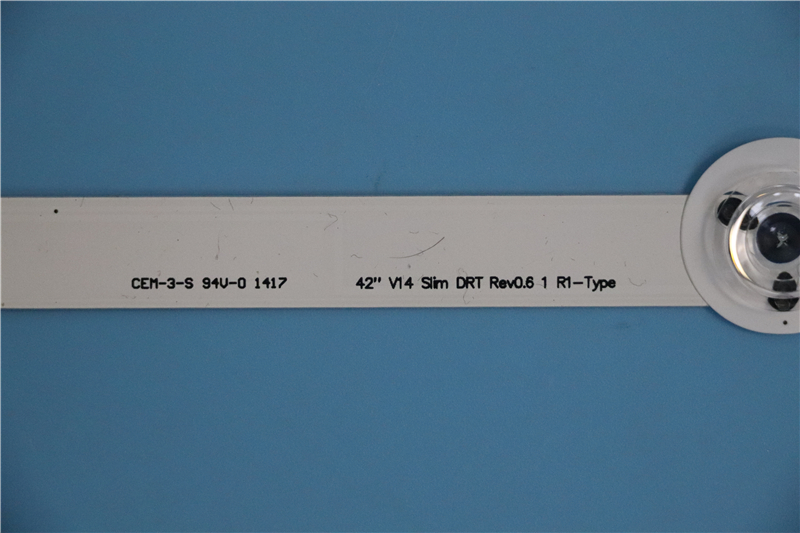 CEM-3-S 94V-0 1417
42" V14 Slim DRT Rev0.6 1 R1-Type